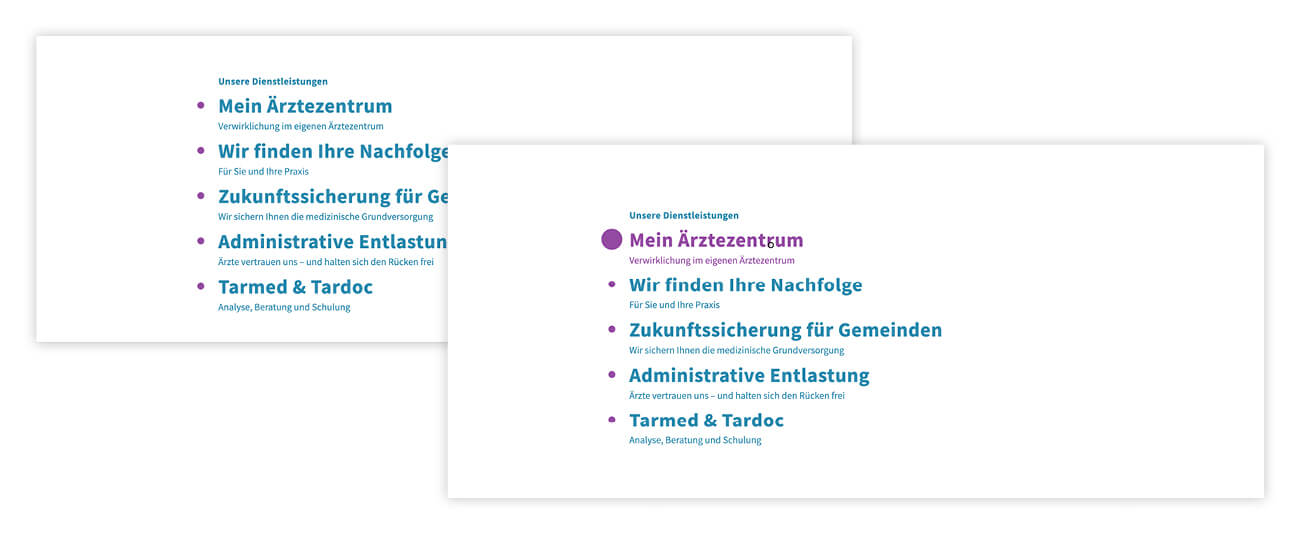 Unsere Dienstleistungen
Mein Ärztezentrum
Verwirklichung im eigenen Ärztezentrum
Wir finden Ihre Nachfolge
Für Sie und Ihre Praxis
Zukunftssicherung für Ge
Wir sichern Ihnen die medizinische Grundversorgung
Administrative Entlastun
Ärzte vertrauen uns – und halten sich den Rücken frei
Tarmed & Tardoc
Analyse, Beratung und Schulung
Unsere Dienstleistungen
Mein Ärztezentrum
Verwirklichung im eigenen Ärztezentrum
Wir finden Ihre Nachfolge
Für Sie und Ihre Praxis
Zukunftssicherung für Gemeinden
Wir sichern Ihnen die medizinische Grundversorgung
Administrative Entlastung
Ärzte vertrauen uns – und halten sich den Rücken frei
Tarmed & Tardoc
Analyse, Beratung und Schulung